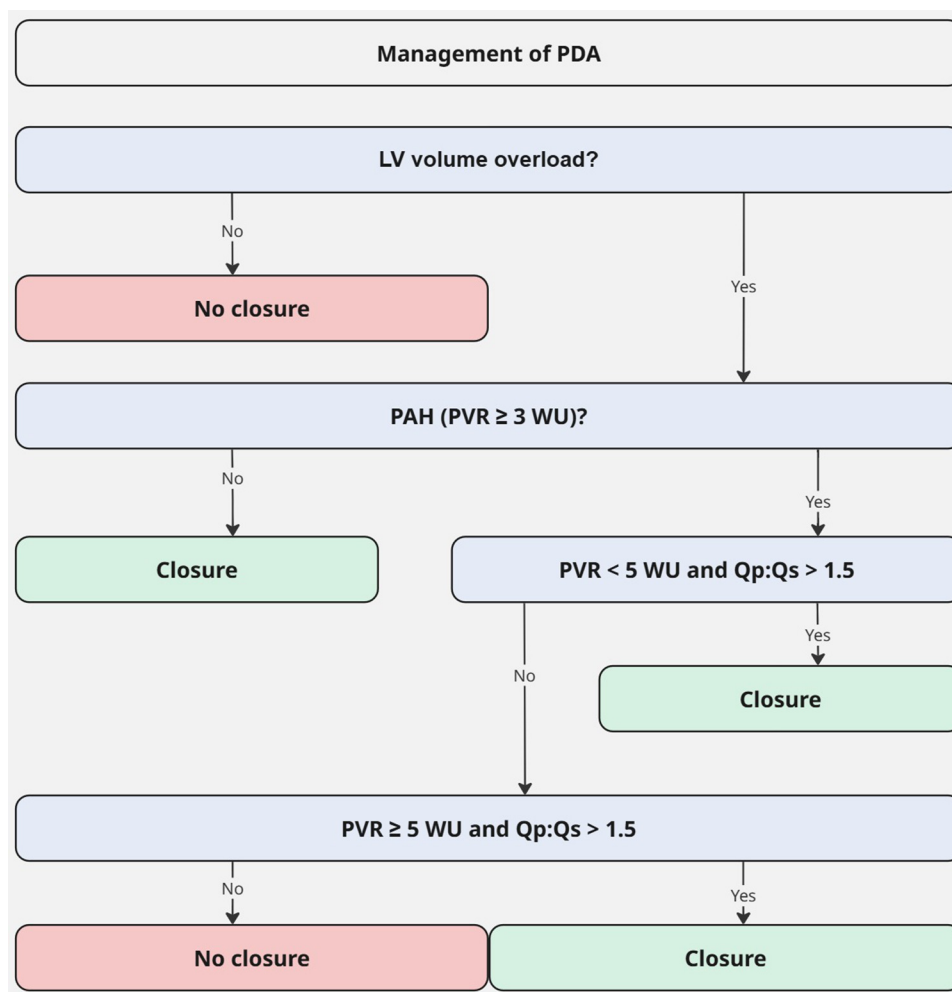 Management of PDA
LV volume overload?
No
Yes
No closure
PAH (PVR ≥ 3 WU)?
No
Yes
Closure
PVR < 5 WU and Qp:Qs > 1.5
Yes
No
Closure
PVR ≥ 5 WU and Qp:Qs > 1.5
No
Yes
No closure
Closure